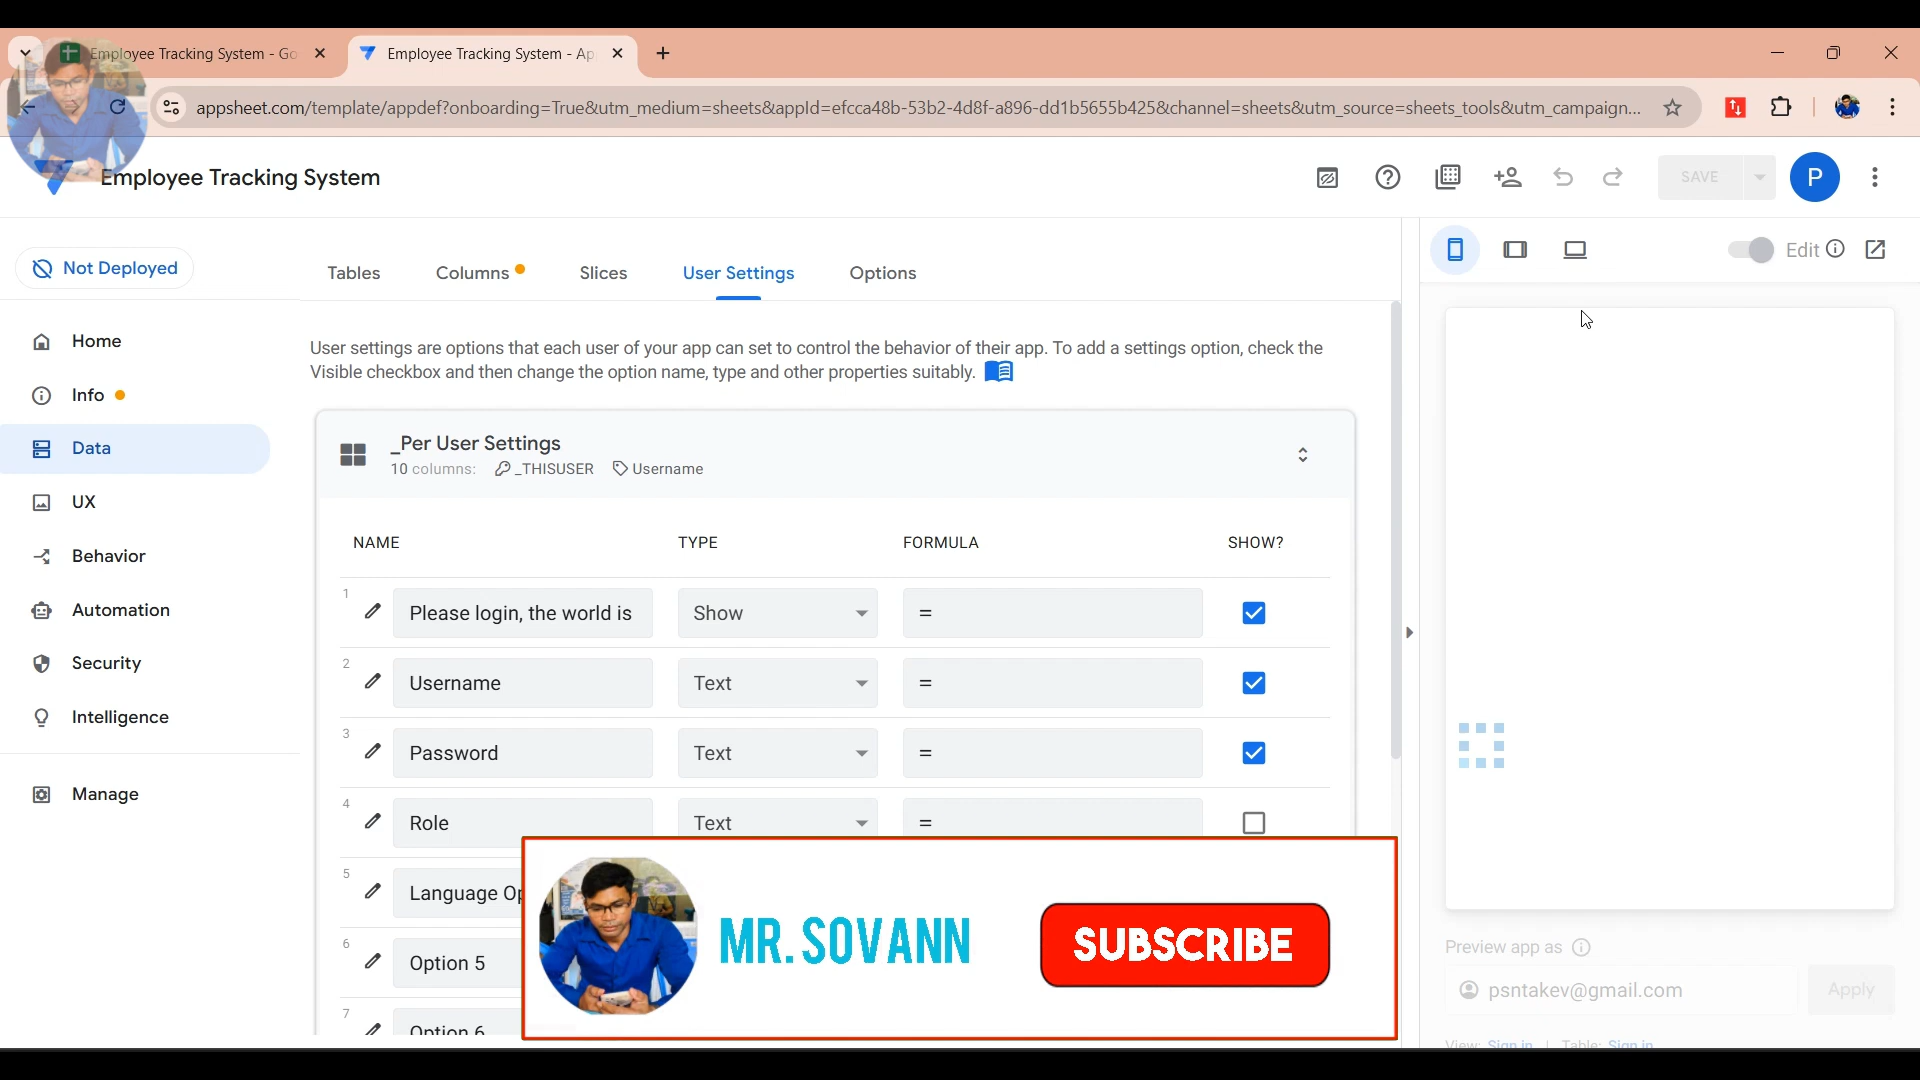 Employee Tracking System - Go
Employee Tracking System - Ap
appsheet.com/template/appdef?onboarding=True&utm_medium=sheets&appId=efcca48b-53b2-4d8f-a896-dd1b5655b425&channel=sheets&utm_source=sheets_tools&utm_campaign...
Employee Tracking System
SAVE
P
Not Deployed
Tables
Columns
Slices
User Settings
Options
Edit
Home
Info
Data
UX
Behavior
Automation
Security
Intelligence
Manage
User settings are options that each user of your app can set to control the behavior of their app. To add a settings option, check the
Visible checkbox and then change the option name, type and other properties suitably.
_Per User Settings
10 columns: _THISUSER Username
NAME TYPE FORMULA SHOW?
1 Please login, the world is Show =
2 Username Text =
3 Password Text =
4 Role Text =
5 Language Op
6 Option 5
7 Option 6
MR. SOVANN
SUBSCRIBE
Preview app as
psntakev@gmail.com
Apply
View: Sign in | Table: Sign in